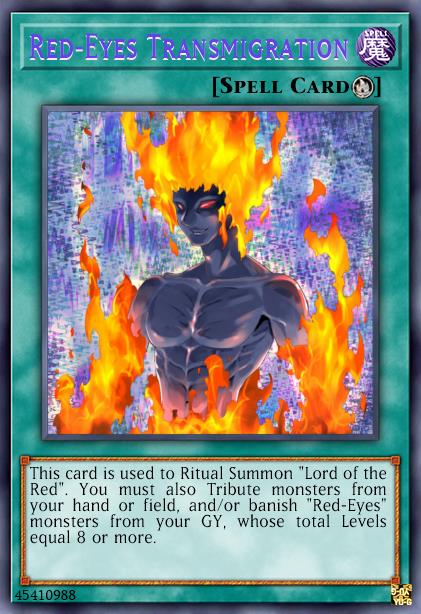 RED-EYES TRANSMIGRATION
SPELL
魔
[SPELL CARD]
This card is used to Ritual Summon "Lord of the
Red". You must also Tribute monsters from
your hand or field, and/or banish "Red-Eyes"
monsters from your GY, whose total Levels
equal 8 or more.
45410988